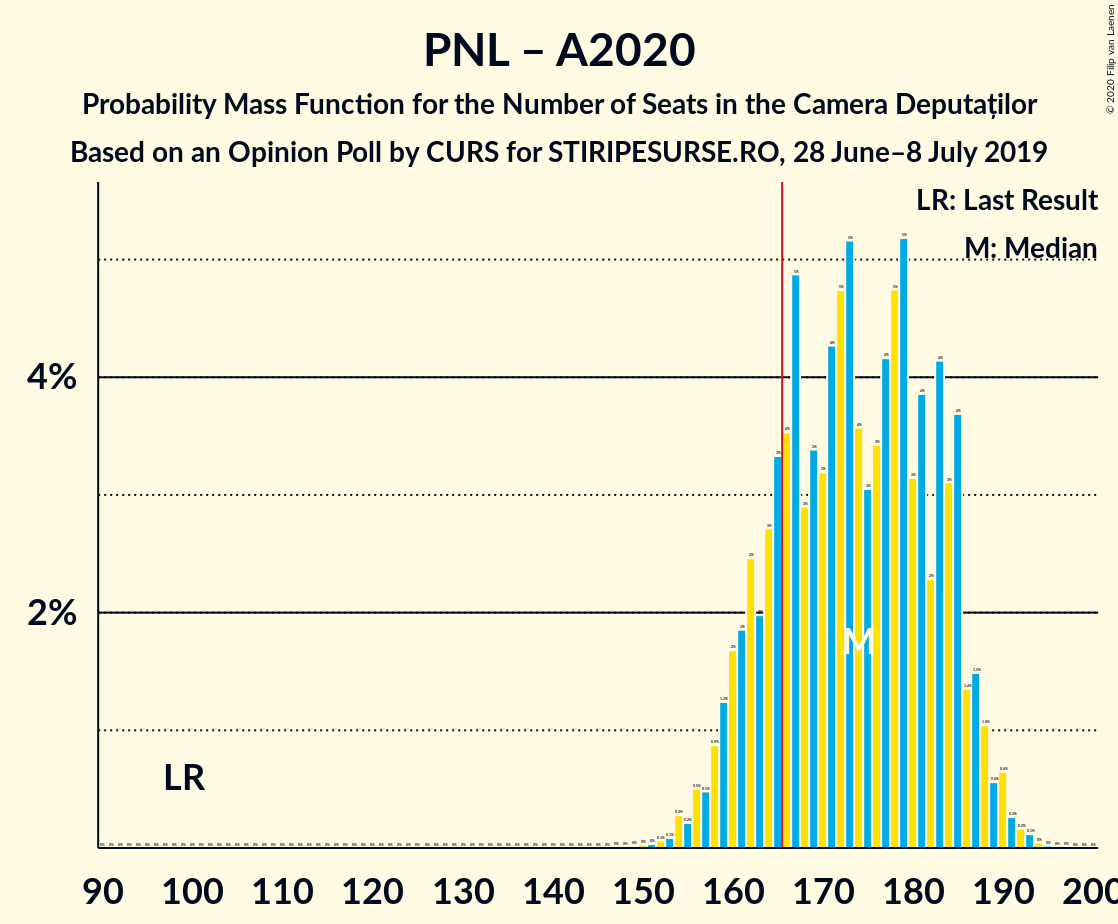 PNL – A2020
Probability Mass Function for the Number of Seats in the Camera Deputaților
Based on an Opinion Poll by CURS for STIRIPESURSE.RO, 28 June–8 July 2019
© 2020 Filip van Laenen
LR: Last Result
M: Median
4%
2%
LR
M
90 100 110 120 130 140 150 160 170 180 190 200